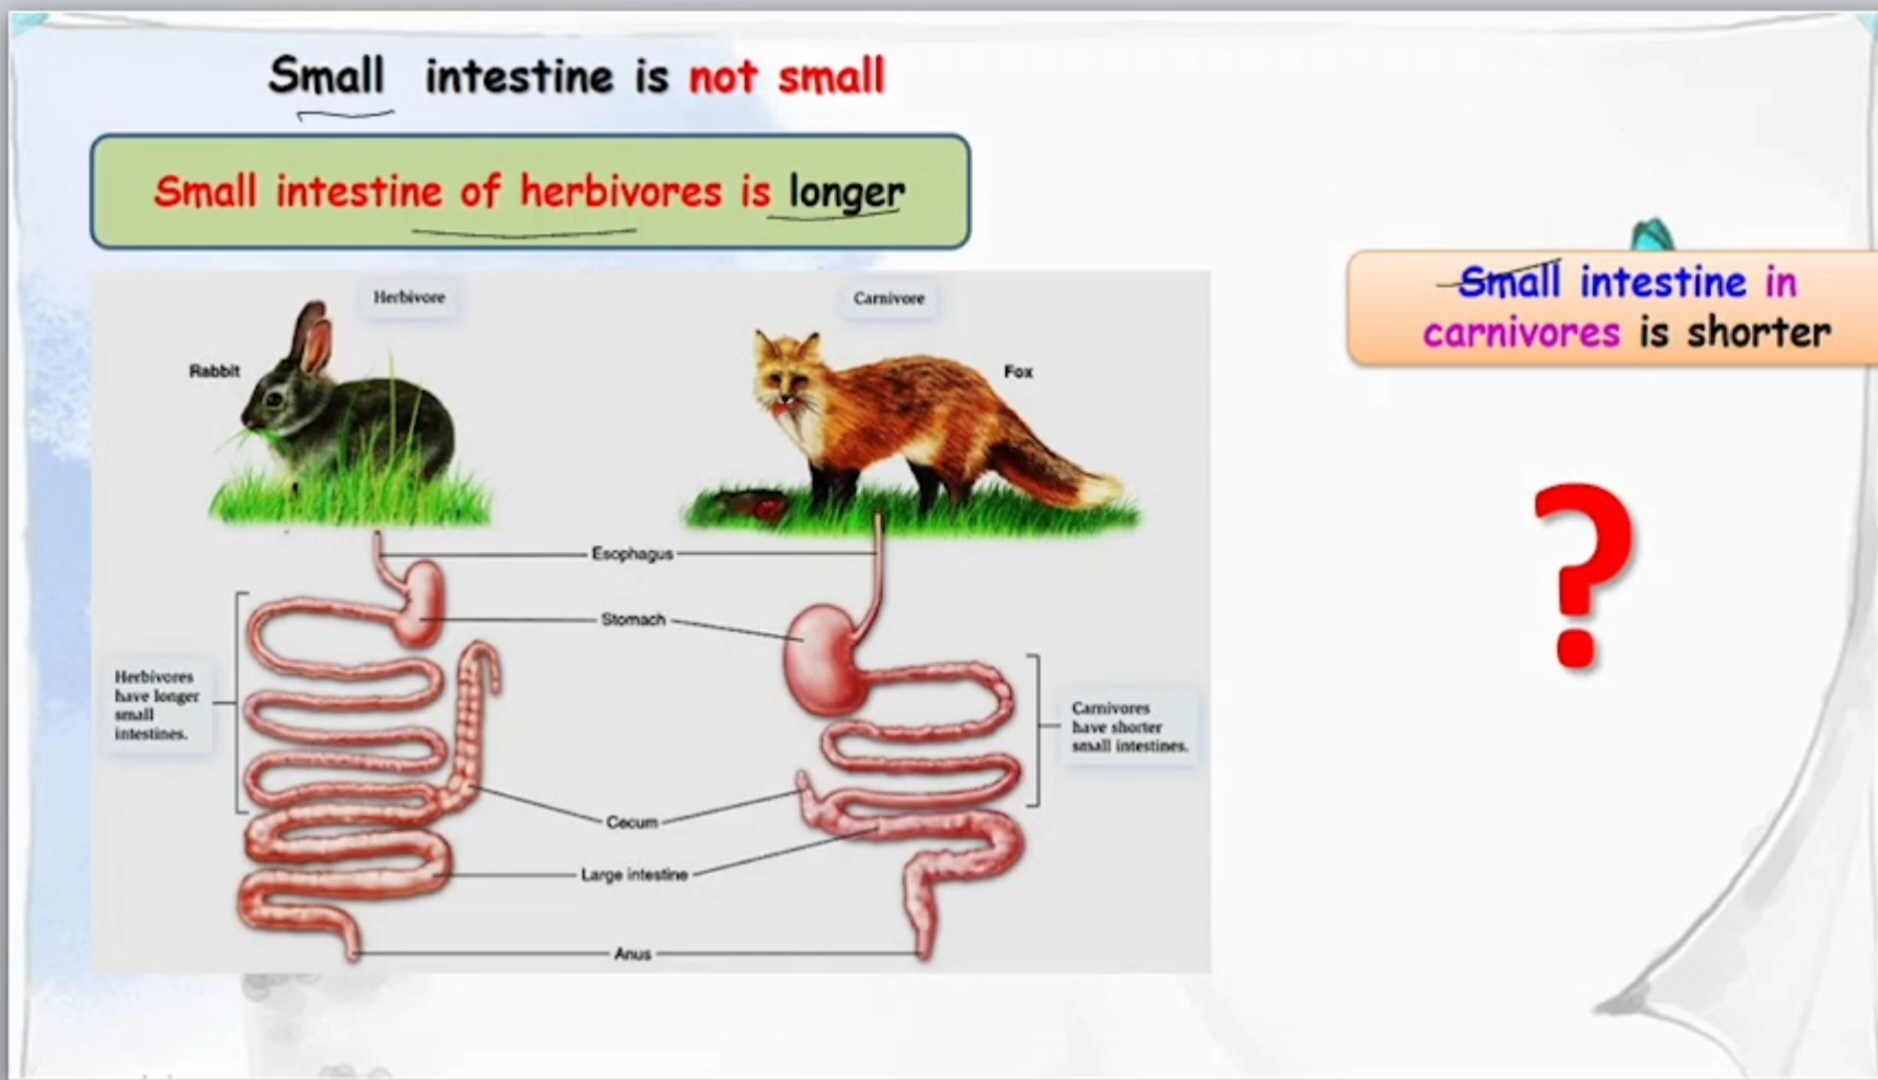 Small intestine is not small
Small intestine of herbivores is longer
Small intestine in
carnivores is shorter
Herbivore
Carnivore
Rabbit
Fox
Esophagus
Stomach
Herbivores
have longer
small
intestines.
Carnivores
have shorter
small intestines.
Cecum
Large intestine
Anus
?